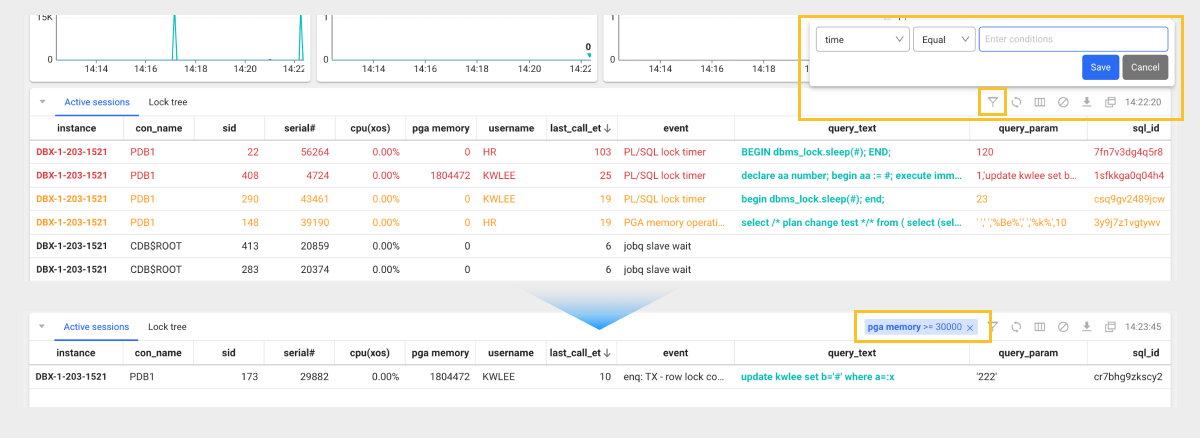 15K
0
14:14 14:16 14:18 14:20 14:22
1
0
0
14:14 14:16 14:18 14:20 14:22
1
0
14:14 14:16 14:18
time Equal Enter conditions
Save Cancel
Active sessions Lock tree 14:22:20
instance con_name sid serial# cpu(xos) pga memory username last_call_et event query_text query_param sql_id
DBX-1-203-1521 PDB1 22 56264 0.00% 0 HR 103 PL/SQL lock timer BEGIN dbms_lock.sleep(#); END; 120 7fn7v3dg4q5r8
DBX-1-203-1521 PDB1 408 4724 0.00% 1804472 KWLEE 25 PL/SQL lock timer declare aa number; begin aa := #; execute imm... 1,'update kwlee set b... 1sfkkga0q04h4
DBX-1-203-1521 PDB1 290 43461 0.00% 0 KWLEE 19 PL/SQL lock timer begin dbms_lock.sleep(#); end; 23 csq9gv2489jcw
DBX-1-203-1521 PDB1 148 39190 0.00% 0 HR 19 PGA memory operati... select /* plan change test */* from ( select (sel... ' ',' ','%Be%',' ','%k%',10 3y9j7z1vgtywv
DBX-1-203-1521 CDB$ROOT 413 20859 0.00% 0 6 jobq slave wait
DBX-1-203-1521 CDB$ROOT 283 20374 0.00% 0 6 jobq slave wait
Active sessions Lock tree pga memory >= 30000 × 14:23:45
instance con_name sid serial# cpu(xos) pga memory username last_call_et event query_text query_param sql_id
DBX-1-203-1521 PDB1 173 29882 0.00% 1804472 KWLEE 10 enq: TX - row lock co... update kwlee set b='#' where a=:x '222' cr7bhg9zkscy2